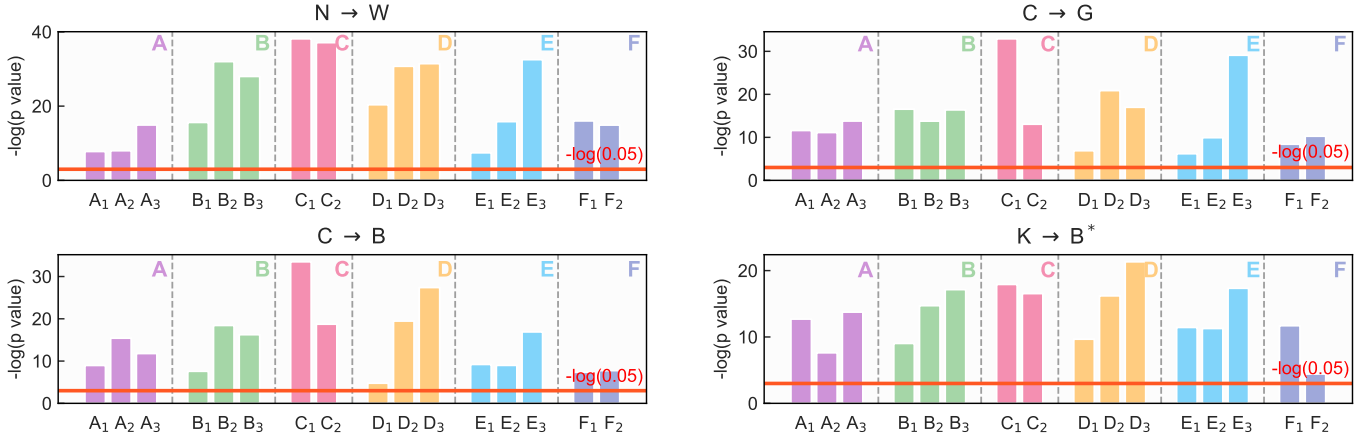 N → W
-log(p value)
40
20
0
A B C D E F
-log(0.05)
A₁ A₂ A₃ B₁ B₂ B₃ C₁ C₂ D₁ D₂ D₃ E₁ E₂ E₃ F₁ F₂
C → G
-log(p value)
30
20
10
0
A B C D E F
-log(0.05)
A₁ A₂ A₃ B₁ B₂ B₃ C₁ C₂ D₁ D₂ D₃ E₁ E₂ E₃ F₁ F₂
C → B
-log(p value)
30
20
10
0
A B C D E F
-log(0.05)
A₁ A₂ A₃ B₁ B₂ B₃ C₁ C₂ D₁ D₂ D₃ E₁ E₂ E₃ F₁ F₂
K → B*
-log(p value)
20
10
0
A B C D E F
-log(0.05)
A₁ A₂ A₃ B₁ B₂ B₃ C₁ C₂ D₁ D₂ D₃ E₁ E₂ E₃ F₁ F₂